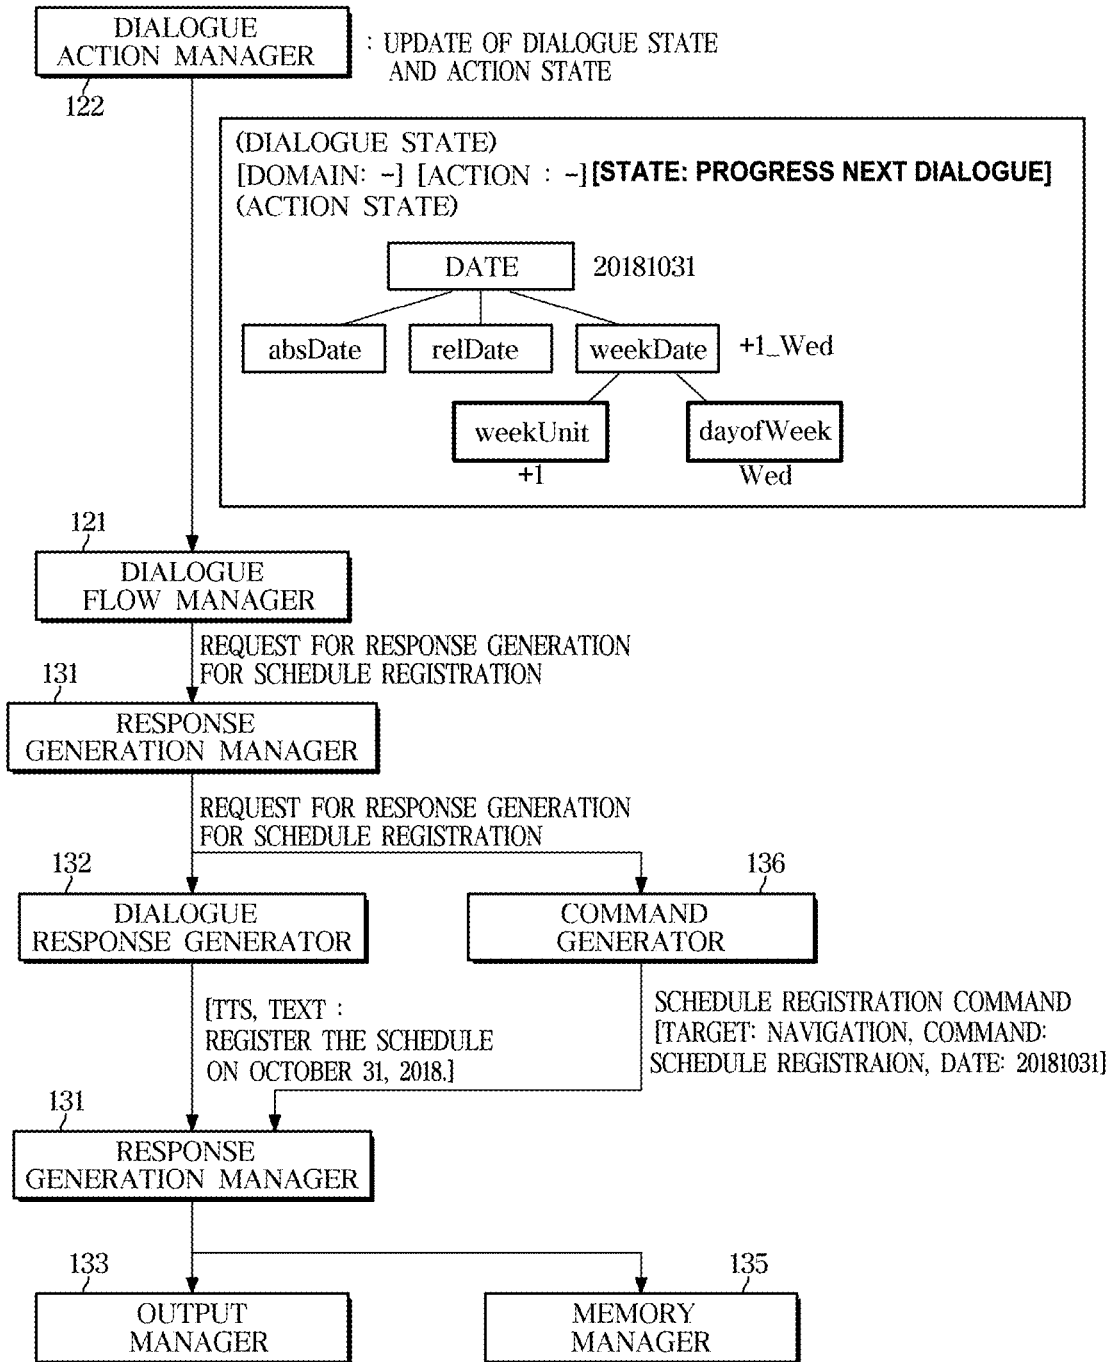 DIALOGUE
ACTION MANAGER
: UPDATE OF DIALOGUE STATE
AND ACTION STATE
122
(DIALOGUE STATE)
[DOMAIN: -] [ACTION : -] [STATE: PROGRESS NEXT DIALOGUE]
(ACTION STATE)
DATE 20181031
absDate relDate weekDate +1_Wed
weekUnit dayofWeek
+1 Wed
121
DIALOGUE
FLOW MANAGER
REQUEST FOR RESPONSE GENERATION
FOR SCHEDULE REGISTRATION
131
RESPONSE
GENERATION MANAGER
REQUEST FOR RESPONSE GENERATION
FOR SCHEDULE REGISTRATION
132
DIALOGUE
RESPONSE GENERATOR
136
COMMAND
GENERATOR
[TTS, TEXT :
REGISTER THE SCHEDULE
ON OCTOBER 31, 2018.]
SCHEDULE REGISTRATION COMMAND
[TARGET: NAVIGATION, COMMAND:
SCHEDULE REGISTRAION, DATE: 20181031]
131
RESPONSE
GENERATION MANAGER
133
OUTPUT
MANAGER
135
MEMORY
MANAGER